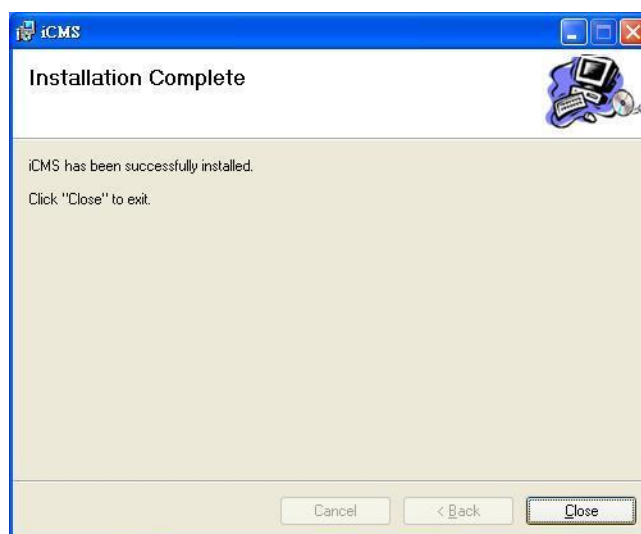 iCMS
Installation Complete
iCMS has been successfully installed.
Click "Close" to exit.
Cancel
< Back
Close